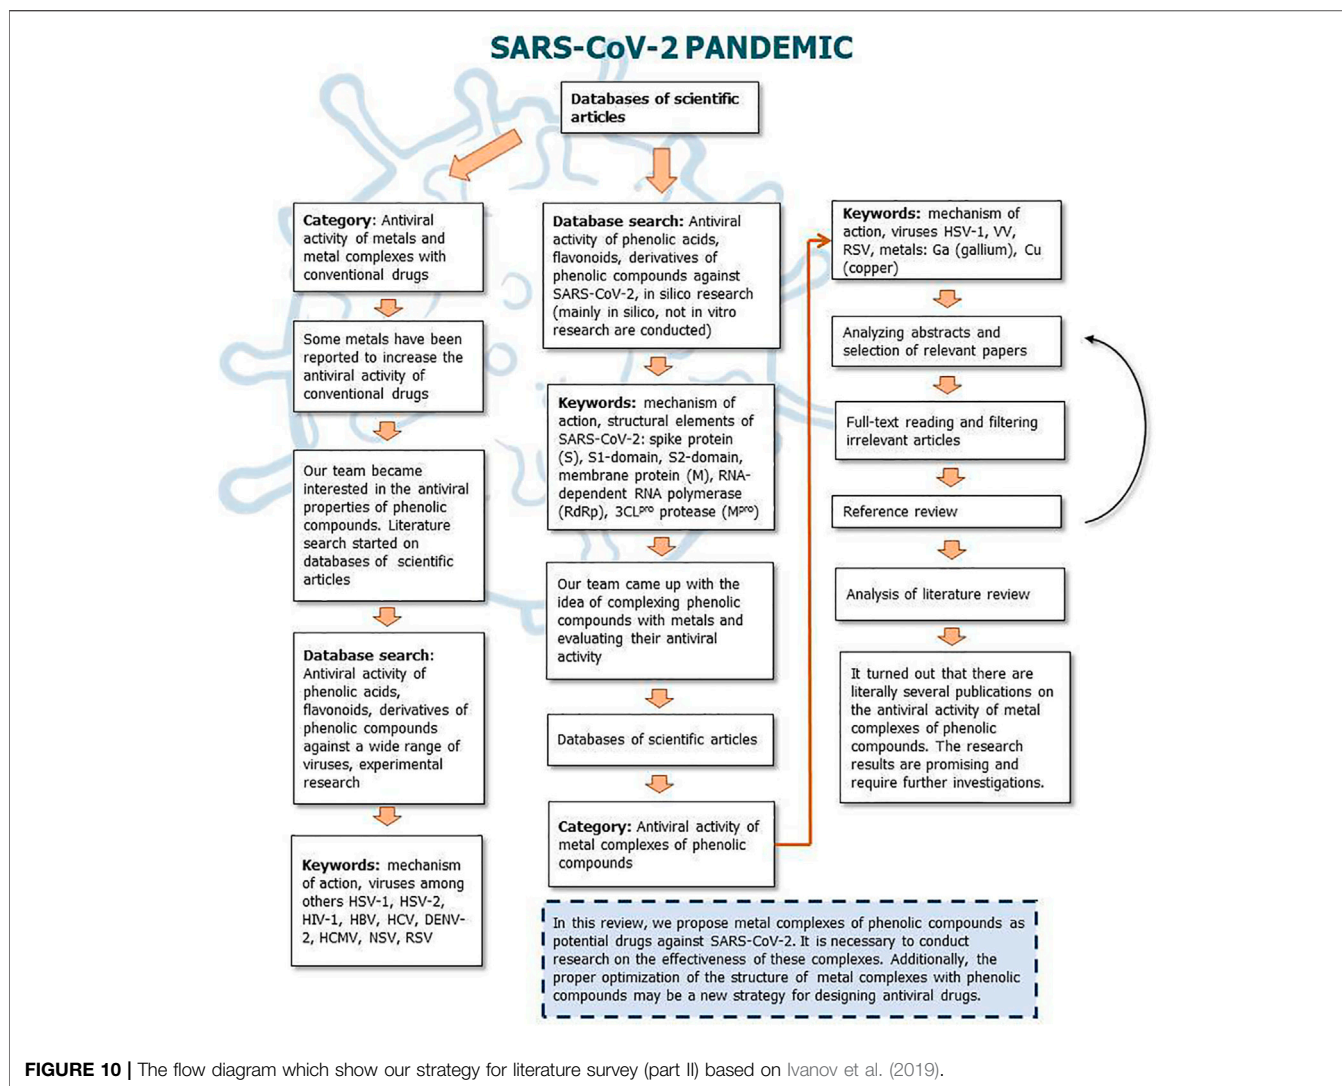 SARS-CoV-2 PANDEMIC
Databases of scientific
articles
Category: Antiviral
activity of metals and
metal complexes with
conventional drugs
Some metals have been
reported to increase the
antiviral activity of
conventional drugs
Our team became
interested in the antiviral
properties of phenolic
compounds. Literature
search started on
databases of scientific
articles
Database search:
Antiviral activity of
phenolic acids,
flavonoids, derivatives of
phenolic compounds
against a wide range of
viruses, experimental
research
Keywords: mechanism
of action, viruses among
others HSV-1, HSV-2,
HIV-1, HBV, HCV, DENV-
2, HCMV, NSV, RSV
Database search: Antiviral
activity of phenolic acids,
flavonoids, derivatives of
phenolic compounds against
SARS-CoV-2, in silico research
(mainly in silico, not in vitro
research are conducted)
Keywords: mechanism of
action, structural elements of
SARS-CoV-2: spike protein
(S), S1-domain, S2-domain,
membrane protein (M), RNA-
dependent RNA polymerase
(RdRp), 3CLpro protease (Mpro)
Our team came up with the
idea of complexing phenolic
compounds with metals and
evaluating their antiviral
activity
Databases of scientific articles
Category: Antiviral activity of
metal complexes of phenolic
compounds
Keywords: mechanism of
action, viruses HSV-1, VV,
RSV, metals: Ga (gallium), Cu
(copper)
Analyzing abstracts and
selection of relevant papers
Full-text reading and filtering
irrelevant articles
Reference review
Analysis of literature review
It turned out that there are
literally several publications on
the antiviral activity of metal
complexes of phenolic
compounds. The research
results are promising and
require further investigations.
In this review, we propose metal complexes of phenolic compounds as
potential drugs against SARS-CoV-2. It is necessary to conduct
research on the effectiveness of these complexes. Additionally, the
proper optimization of the structure of metal complexes with phenolic
compounds may be a new strategy for designing antiviral drugs.
FIGURE 10 | The flow diagram which show our strategy for literature survey (part II) based on Ivanov et al. (2019).